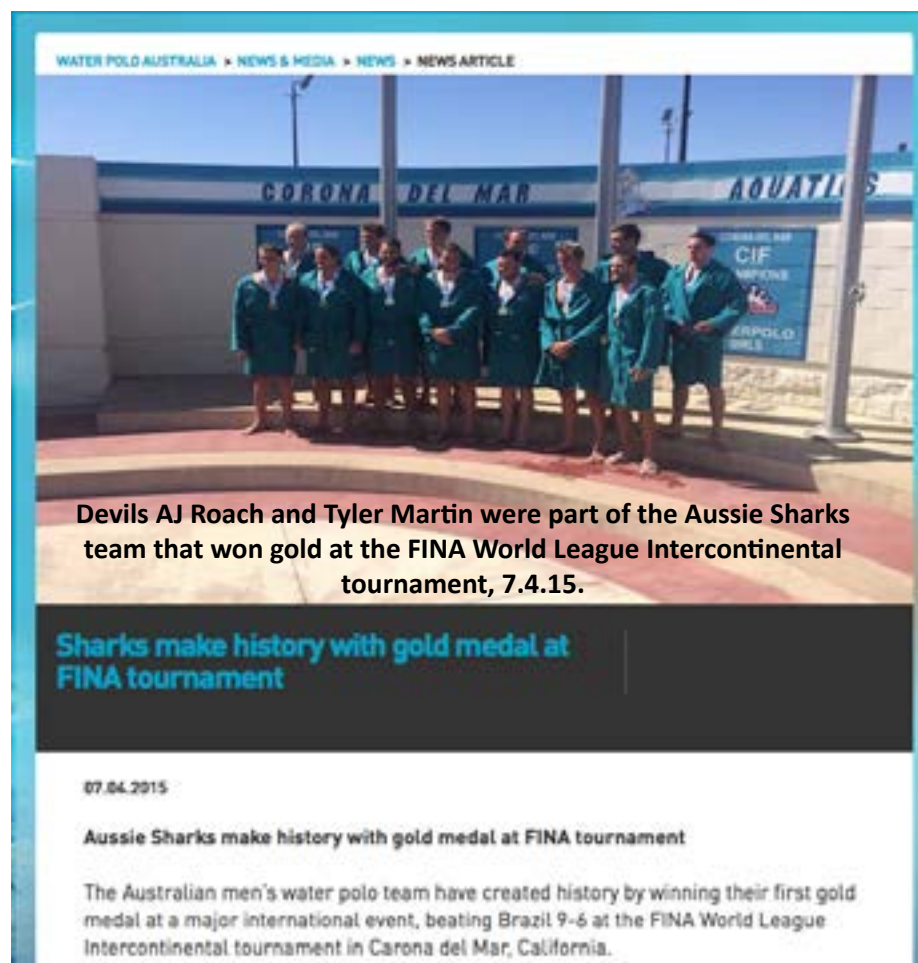 WATER POLO AUSTRALIA > NEWS & MEDIA > NEWS > NEWS ARTICLE
CORONA DEL MAR AQUATICS
CIF
GIRLS
Devils AJ Roach and Tyler Martin were part of the Aussie Sharks
team that won gold at the FINA World League Intercontinental
tournament, 7.4.15.
Sharks make history with gold medal at
FINA tournament
07.04.2015
Aussie Sharks make history with gold medal at FINA tournament
The Australian men's water polo team have created history by winning their first gold
medal at a major international event, beating Brazil 9-6 at the FINA World League
Intercontinental tournament in Carona del Mar, California.